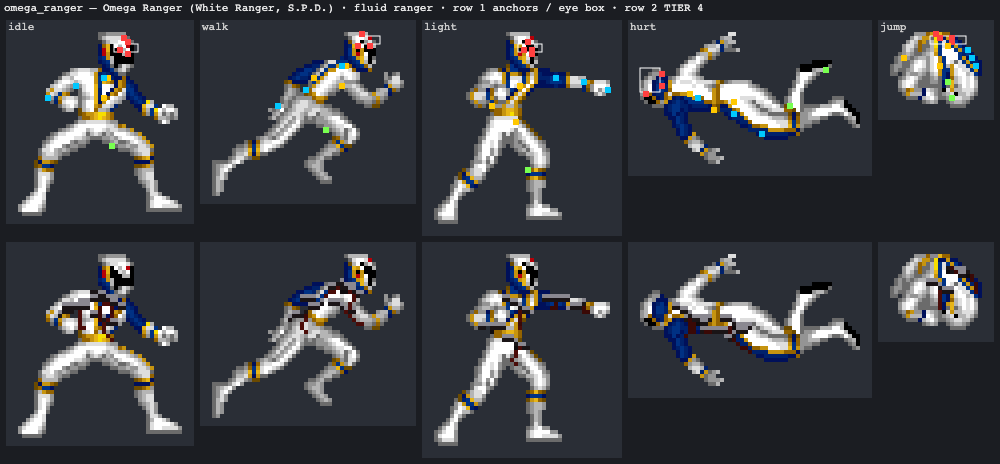 omega_ranger — Omega Ranger (White Ranger, S.P.D.) · fluid ranger · row 1 anchors / eye box · row 2 TIER 4
idle walk light hurt jump